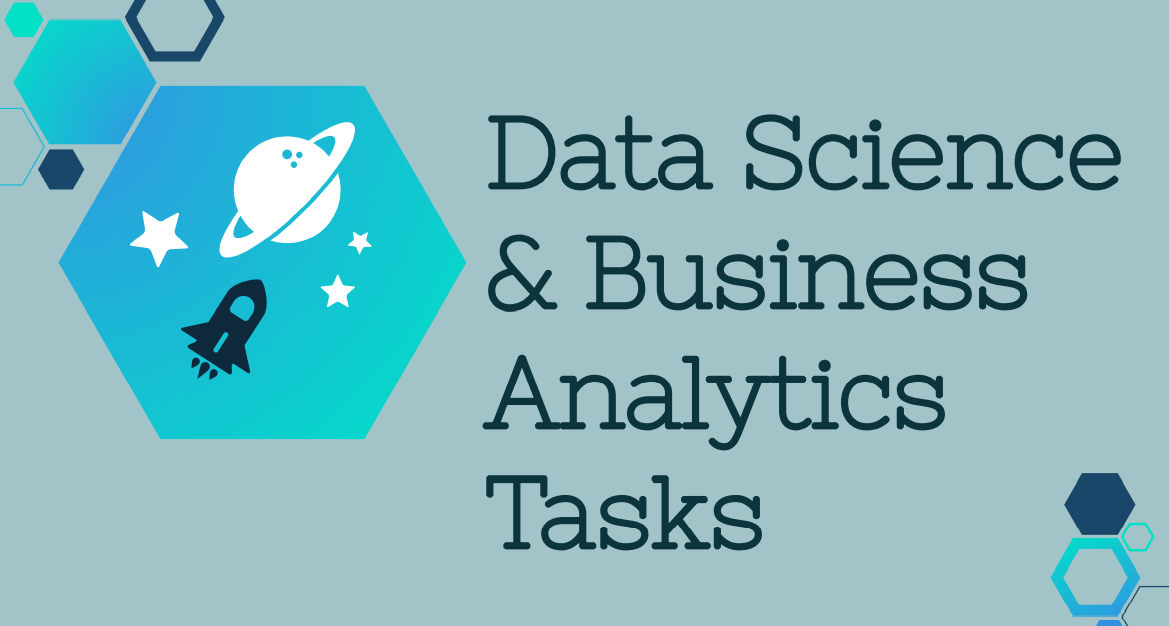 Data Science
& Business
Analytics
Tasks